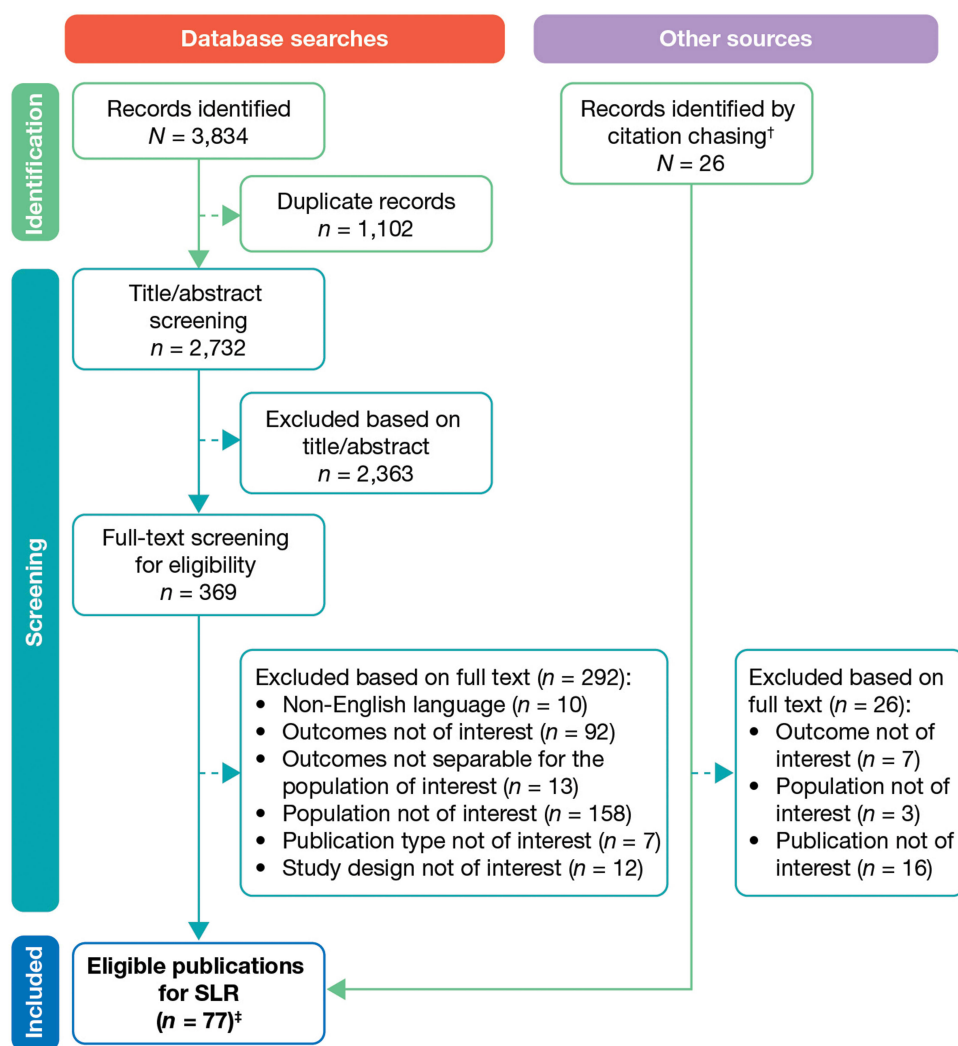 Database searches
Other sources
Identification
Records identified
N = 3,834
Records identified by
citation chasing†
N = 26
Duplicate records
n = 1,102
Screening
Title/abstract
screening
n = 2,732
Excluded based on
title/abstract
n = 2,363
Full-text screening
for eligibility
n = 369
Excluded based on full text (n = 292):
• Non-English language (n = 10)
• Outcomes not of interest (n = 92)
• Outcomes not separable for the
population of interest (n = 13)
• Population not of interest (n = 158)
• Publication type not of interest (n = 7)
• Study design not of interest (n = 12)
Excluded based on
full text (n = 26):
• Outcome not of
interest (n = 7)
• Population not of
interest (n = 3)
• Publication not of
interest (n = 16)
Included
Eligible publications
for SLR
(n = 77)‡